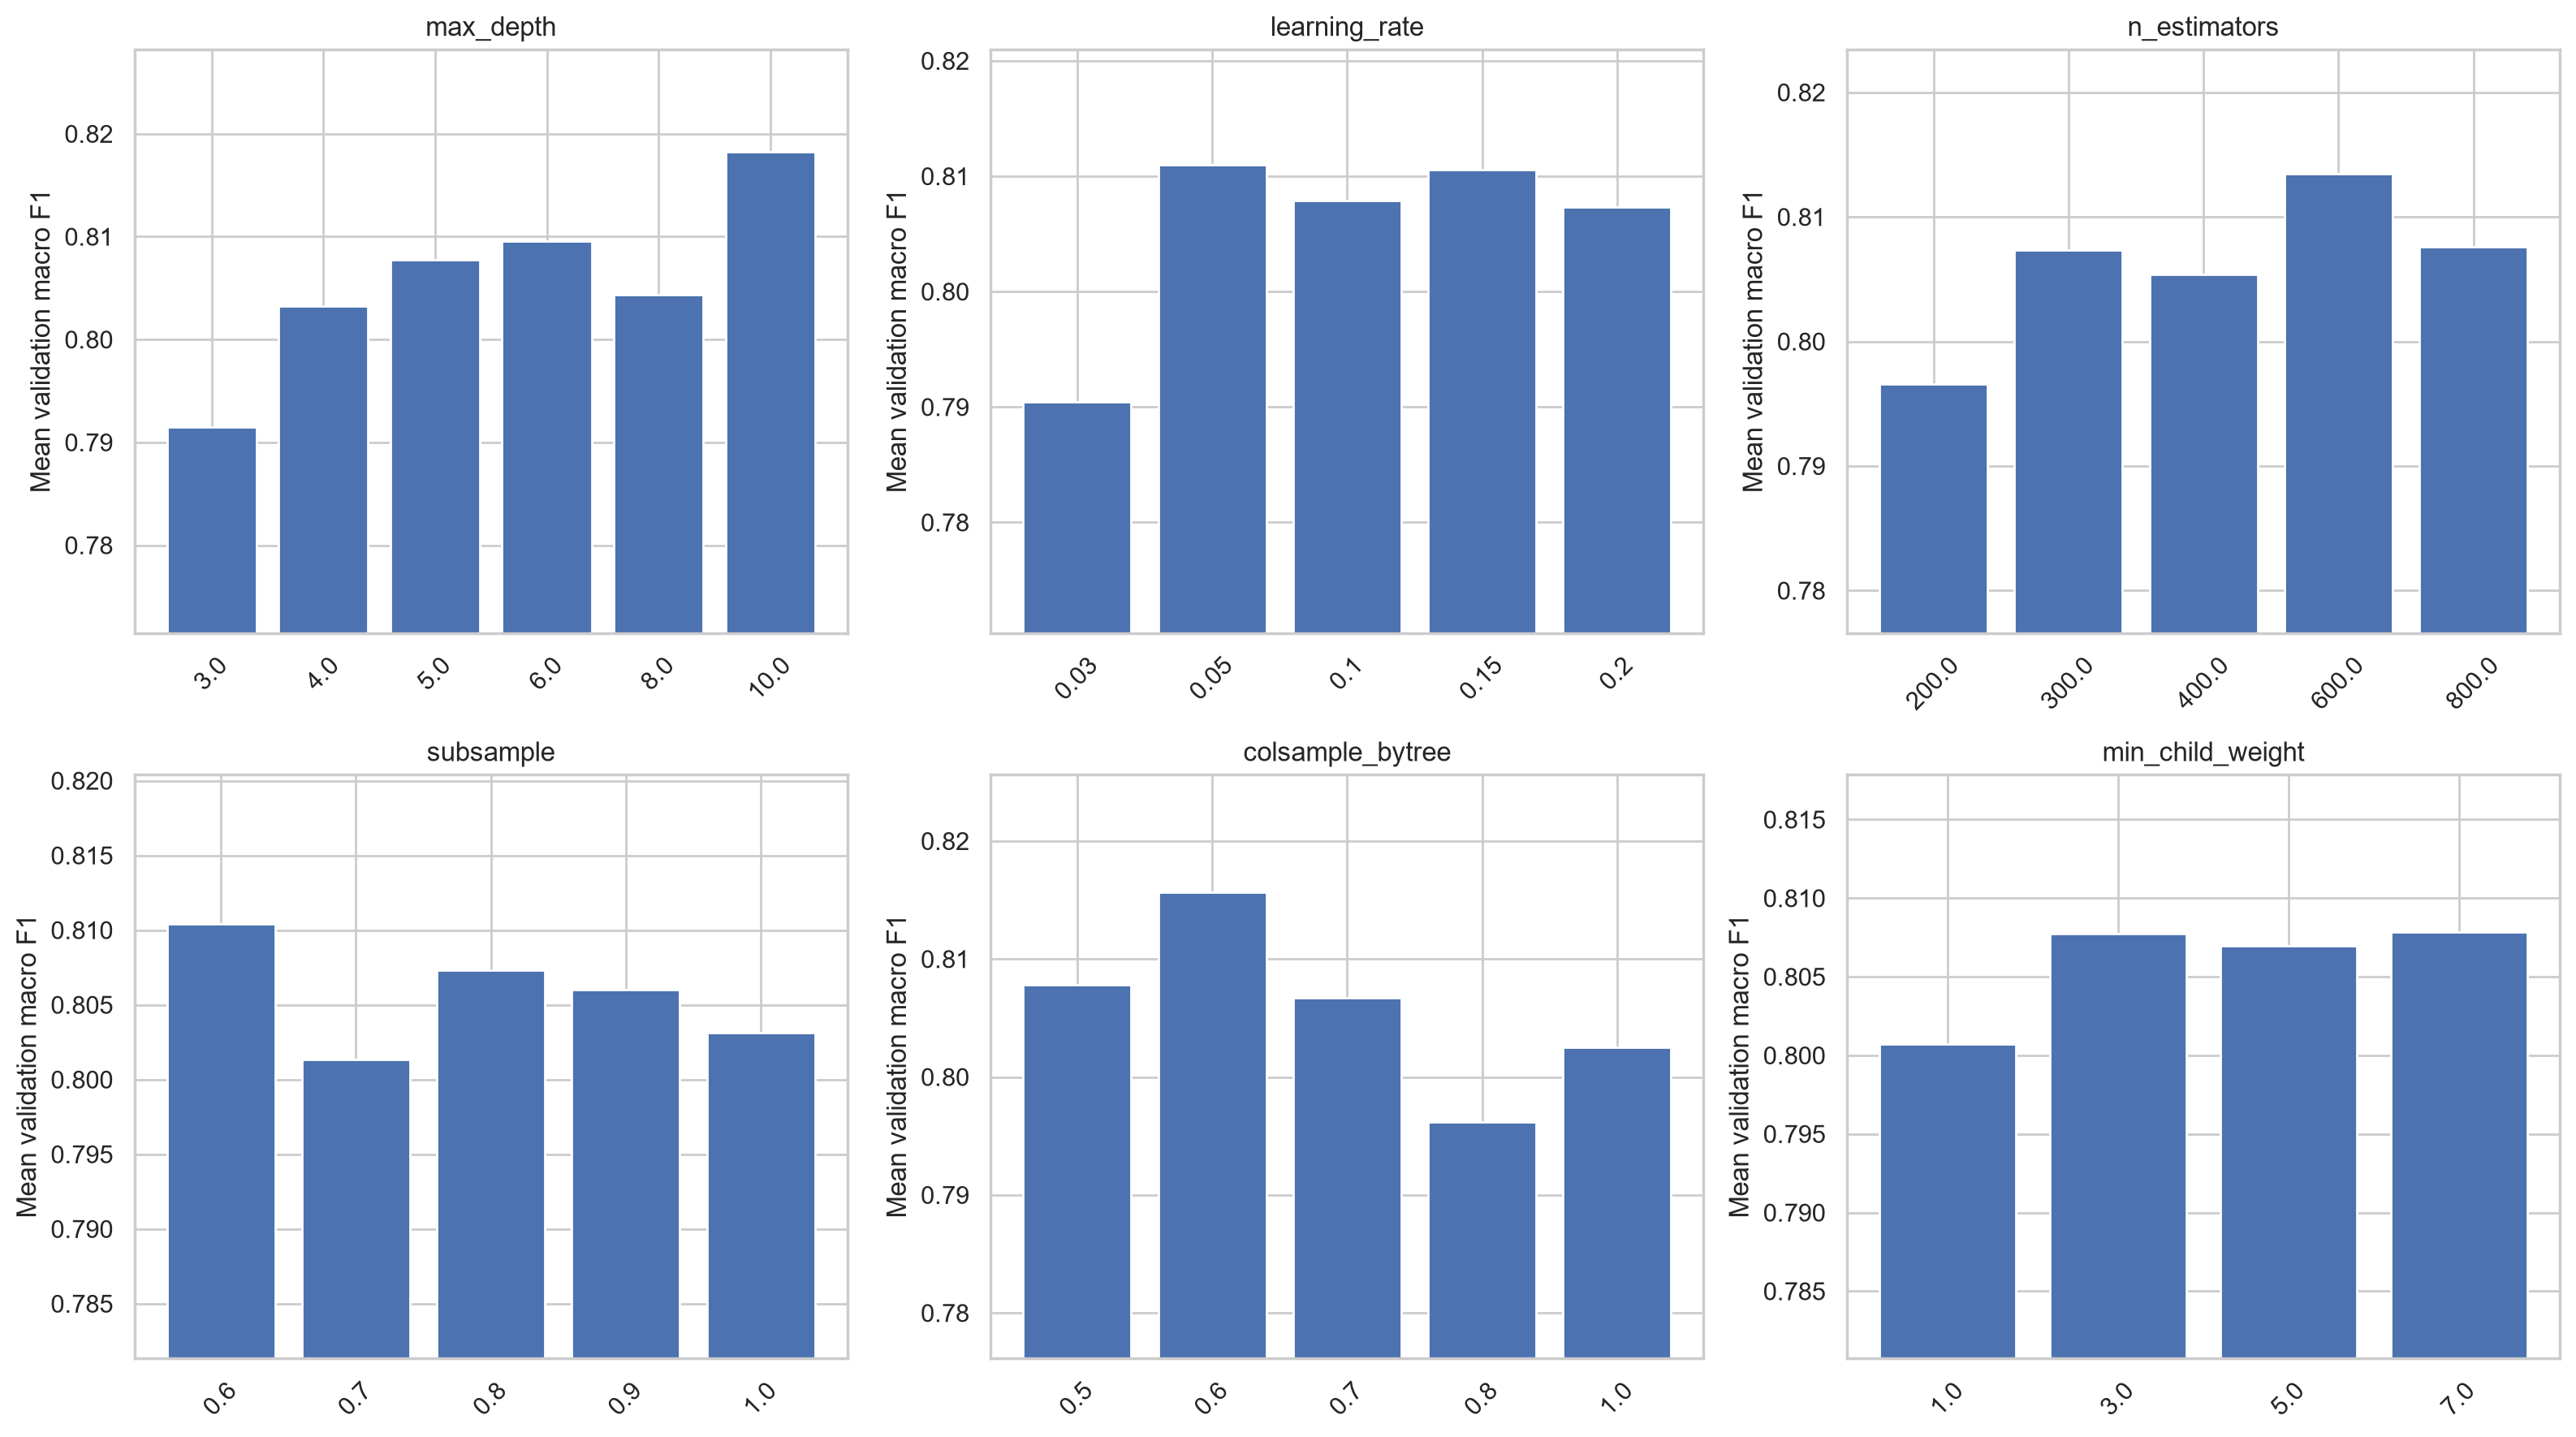 max_depth
Mean validation macro F1
0.82
0.81
0.80
0.79
0.78
3.0 4.0 5.0 6.0 8.0 10.0
learning_rate
Mean validation macro F1
0.82
0.81
0.80
0.79
0.78
0.03 0.05 0.1 0.15 0.2
n_estimators
Mean validation macro F1
0.82
0.81
0.80
0.79
0.78
200.0 300.0 400.0 600.0 800.0
subsample
Mean validation macro F1
0.820
0.815
0.810
0.805
0.800
0.795
0.790
0.785
0.6 0.7 0.8 0.9 1.0
colsample_bytree
Mean validation macro F1
0.82
0.81
0.80
0.79
0.78
0.5 0.6 0.7 0.8 1.0
min_child_weight
Mean validation macro F1
0.815
0.810
0.805
0.800
0.795
0.790
0.785
1.0 3.0 5.0 7.0